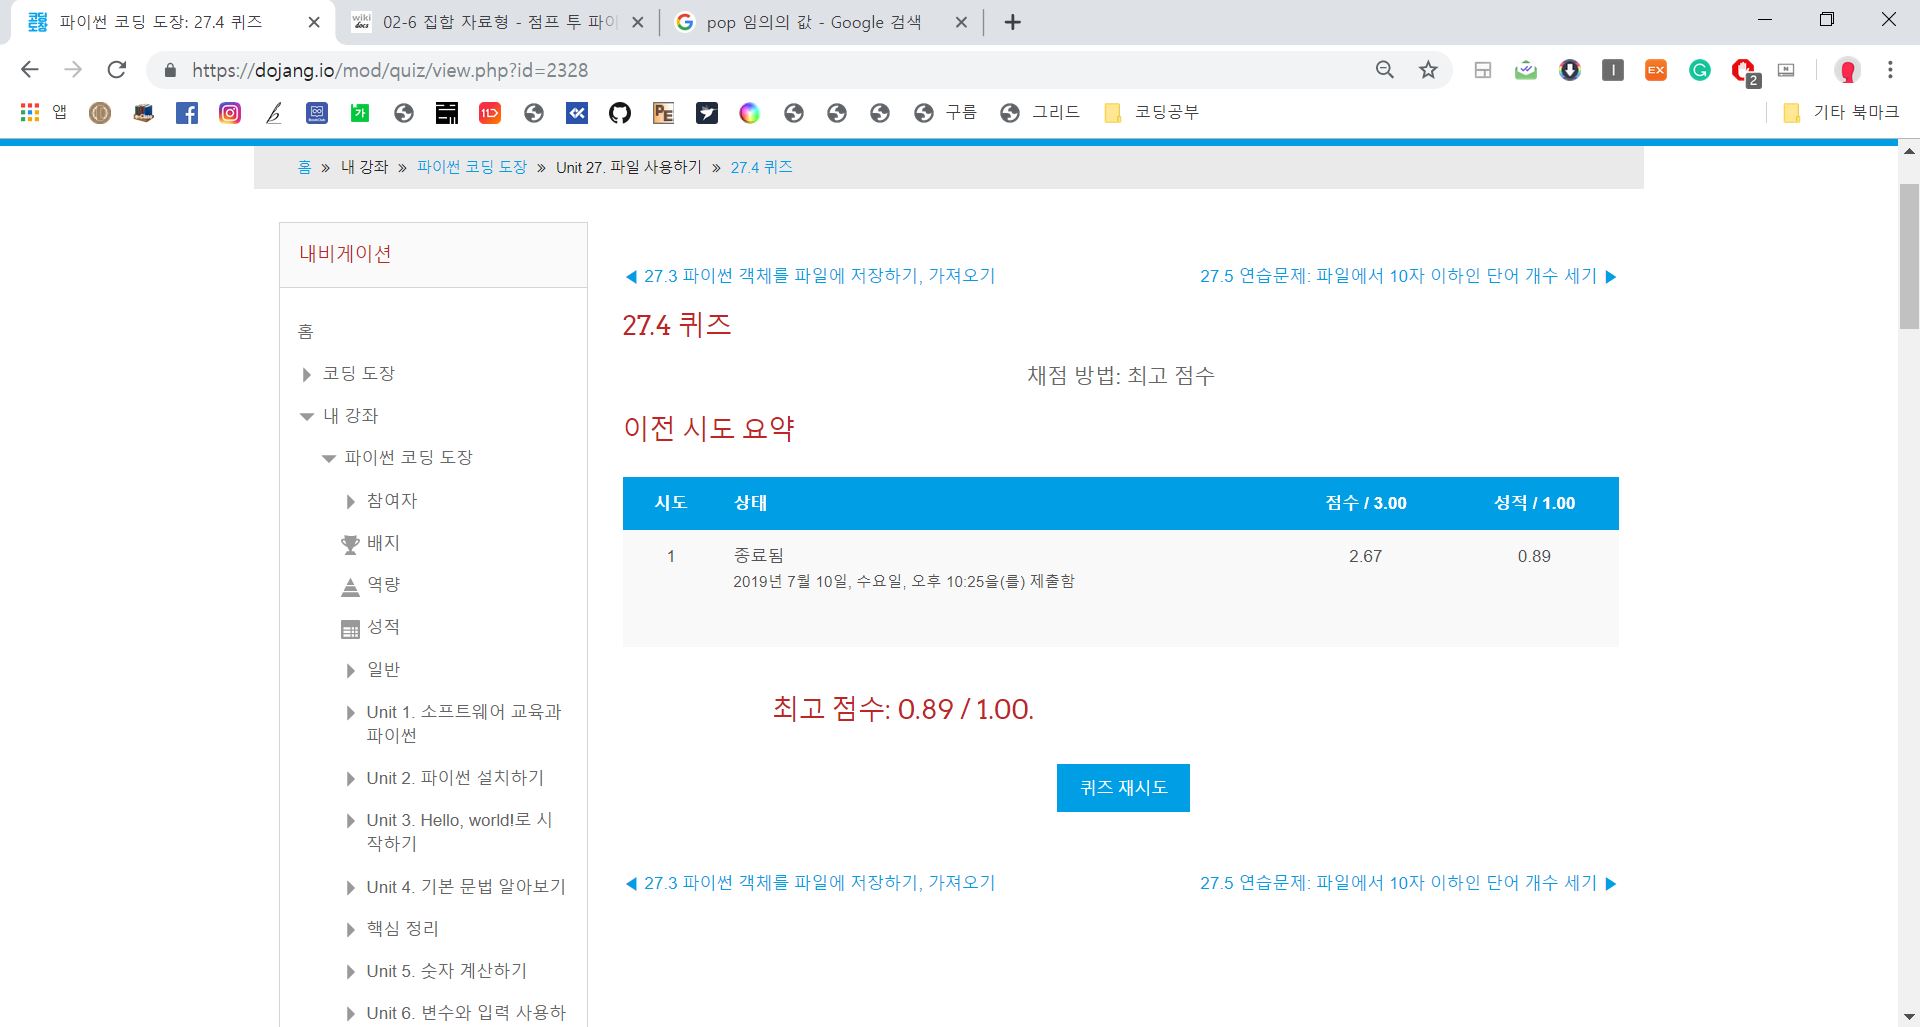 파이썬 코딩 도장: 27.4 퀴즈
02-6 집합 자료형 - 점프 투 파이
pop 임의의 값 - Google 검색
https://dojang.io/mod/quiz/view.php?id=2328
앱
구름
그리드
코딩공부
기타 북마크
홈 » 내 강좌 » 파이썬 코딩 도장 » Unit 27. 파일 사용하기 » 27.4 퀴즈
내비게이션
홈
코딩 도장
내 강좌
파이썬 코딩 도장
참여자
배지
역량
성적
일반
Unit 1. 소프트웨어 교육과
파이썬
Unit 2. 파이썬 설치하기
Unit 3. Hello, world!로 시
작하기
Unit 4. 기본 문법 알아보기
핵심 정리
Unit 5. 숫자 계산하기
Unit 6. 변수와 입력 사용하
◀ 27.3 파이썬 객체를 파일에 저장하기, 가져오기
27.5 연습문제: 파일에서 10자 이하인 단어 개수 세기 ▶
27.4 퀴즈
채점 방법: 최고 점수
이전 시도 요약
시도 상태 점수 / 3.00 성적 / 1.00
1 종료됨 2.67 0.89
2019년 7월 10일, 수요일, 오후 10:25을(를) 제출함
최고 점수: 0.89 / 1.00.
퀴즈 재시도
◀ 27.3 파이썬 객체를 파일에 저장하기, 가져오기
27.5 연습문제: 파일에서 10자 이하인 단어 개수 세기 ▶